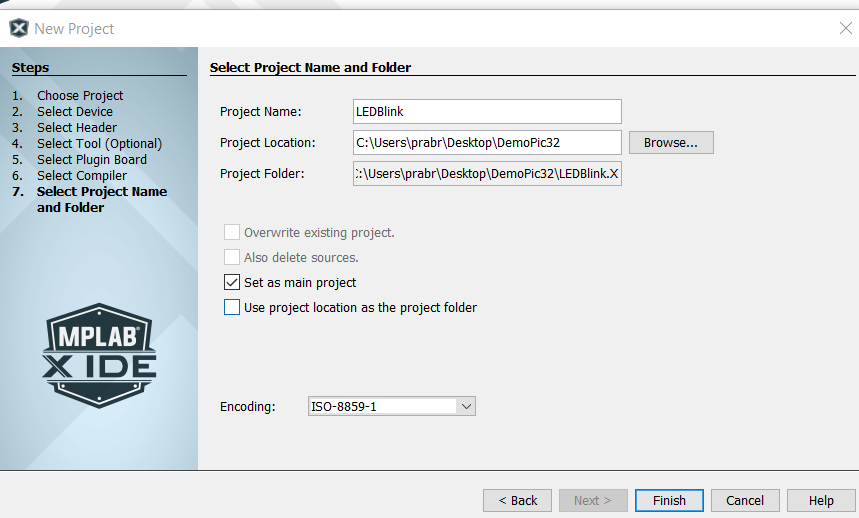 New Project
Steps
1. Choose Project
2. Select Device
3. Select Header
4. Select Tool (Optional)
5. Select Plugin Board
6. Select Compiler
7. Select Project Name
and Folder
MPLAB®
X IDE
Select Project Name and Folder
Project Name: LEDBlink
Project Location: C:\Users\prabr\Desktop\DemoPic32 Browse...
Project Folder: :\Users\prabr\Desktop\DemoPic32\LEDBlink.X
Overwrite existing project.
Also delete sources.
Set as main project
Use project location as the project folder
Encoding: ISO-8859-1
< Back Next > Finish Cancel Help